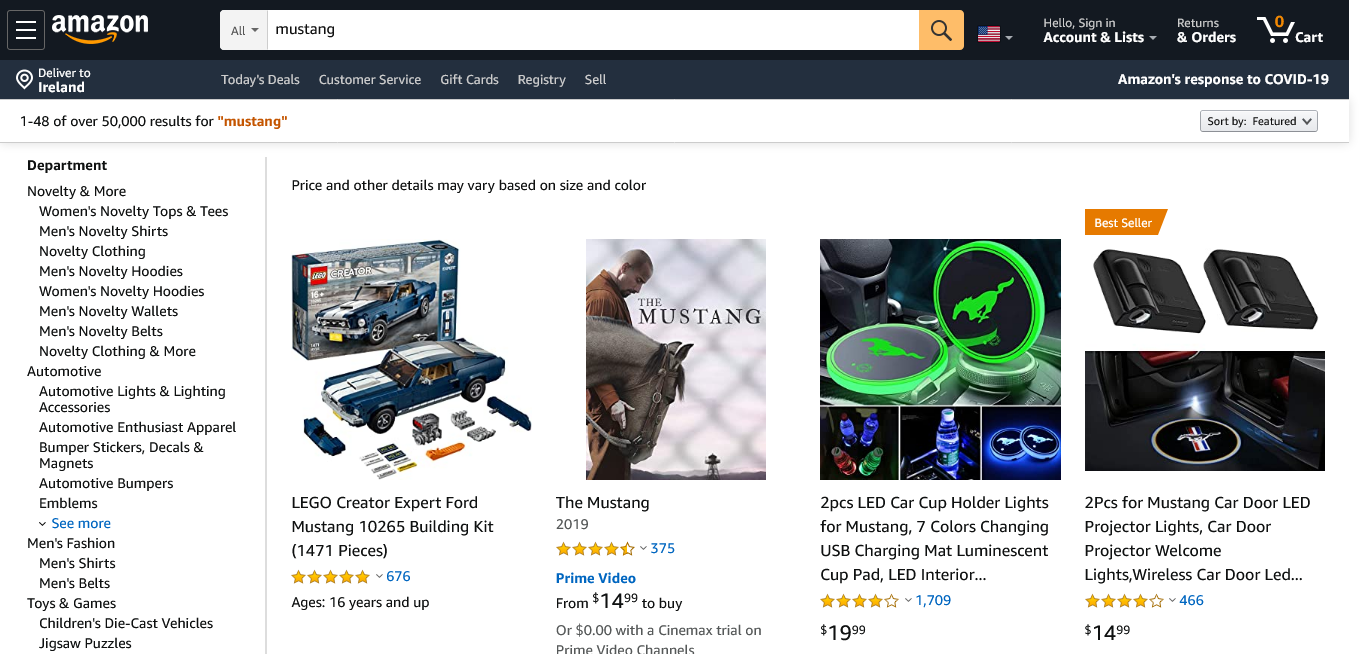 amazon
All
mustang
Hello, Sign in
Account & Lists
Returns
& Orders
0
Cart
Deliver to
Ireland
Today's Deals
Customer Service
Gift Cards
Registry
Sell
Amazon's response to COVID-19
1-48 of over 50,000 results for "mustang"
Sort by: Featured
Department
Novelty & More
Women's Novelty Tops & Tees
Men's Novelty Shirts
Novelty Clothing
Men's Novelty Hoodies
Women's Novelty Hoodies
Men's Novelty Wallets
Men's Novelty Belts
Novelty Clothing & More
Automotive
Automotive Lights & Lighting
Accessories
Automotive Enthusiast Apparel
Bumper Stickers, Decals &
Magnets
Automotive Bumpers
Emblems
See more
Men's Fashion
Men's Shirts
Men's Belts
Toys & Games
Children's Die-Cast Vehicles
Jigsaw Puzzles
Price and other details may vary based on size and color
LEGO
CREATOR
EXPERT
16+
LEGO Creator Expert Ford
Mustang 10265 Building Kit
(1471 Pieces)
676
Ages: 16 years and up
THE
MUSTANG
The Mustang
2019
375
Prime Video
From $1499 to buy
Or $0.00 with a Cinemax trial on
Prime Video Channels
2pcs LED Car Cup Holder Lights
for Mustang, 7 Colors Changing
USB Charging Mat Luminescent
Cup Pad, LED Interior...
1,709
$1999
Best Seller
2Pcs for Mustang Car Door LED
Projector Lights, Car Door
Projector Welcome
Lights,Wireless Car Door Led...
466
$1499